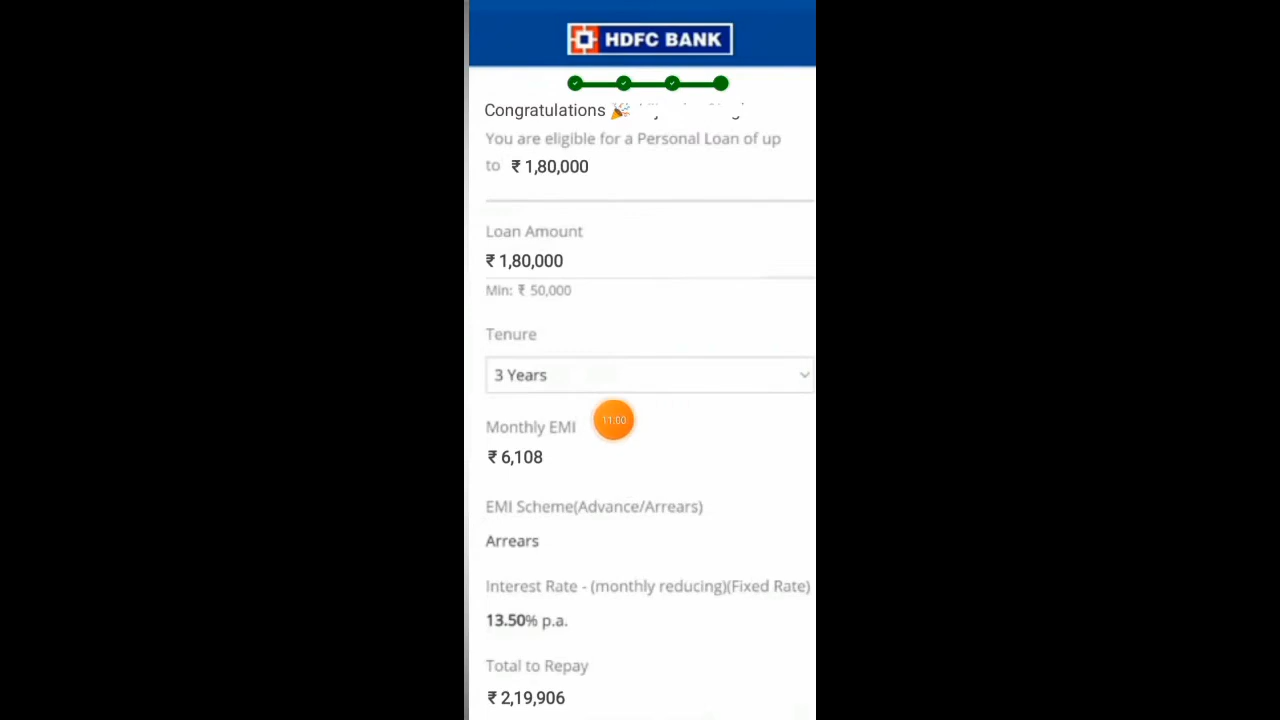 HDFC BANK
Congratulations 🎉
You are eligible for a Personal Loan of up
to ₹ 1,80,000
Loan Amount
₹ 1,80,000
Min: ₹ 50,000
Tenure
3 Years
11:00
Monthly EMI
₹ 6,108
EMI Scheme(Advance/Arrears)
Arrears
Interest Rate - (monthly reducing)(Fixed Rate)
13.50% p.a.
Total to Repay
₹ 2,19,906